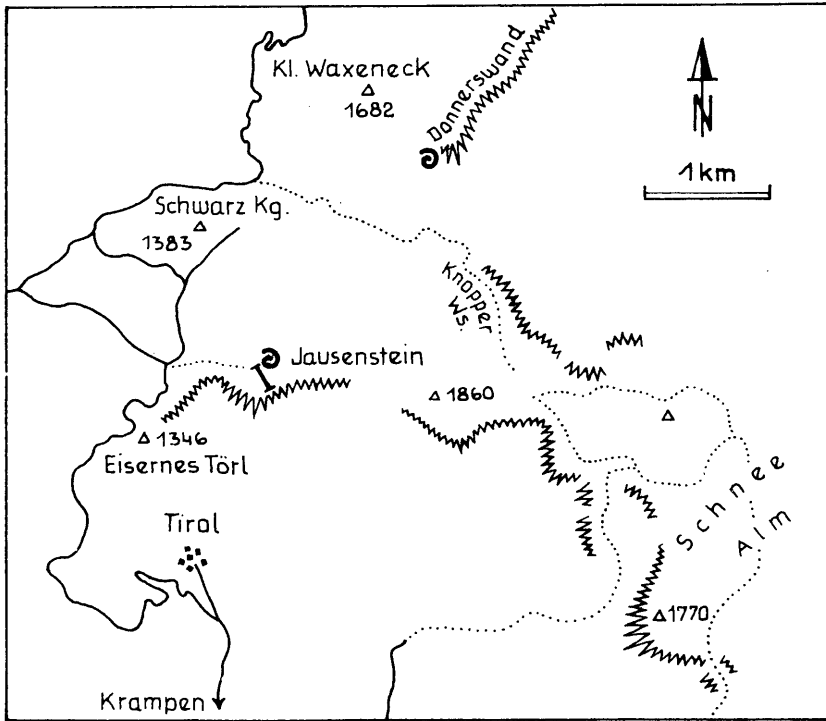 Kl. Waxeneck
1682
Donnerswand
N
1km
Schwarz Kg.
1383
Knopper
Ws.
Jausenstein
1860
1346
Eisernes Törl
Schnee
Alm
Tirol
1770
Krampen